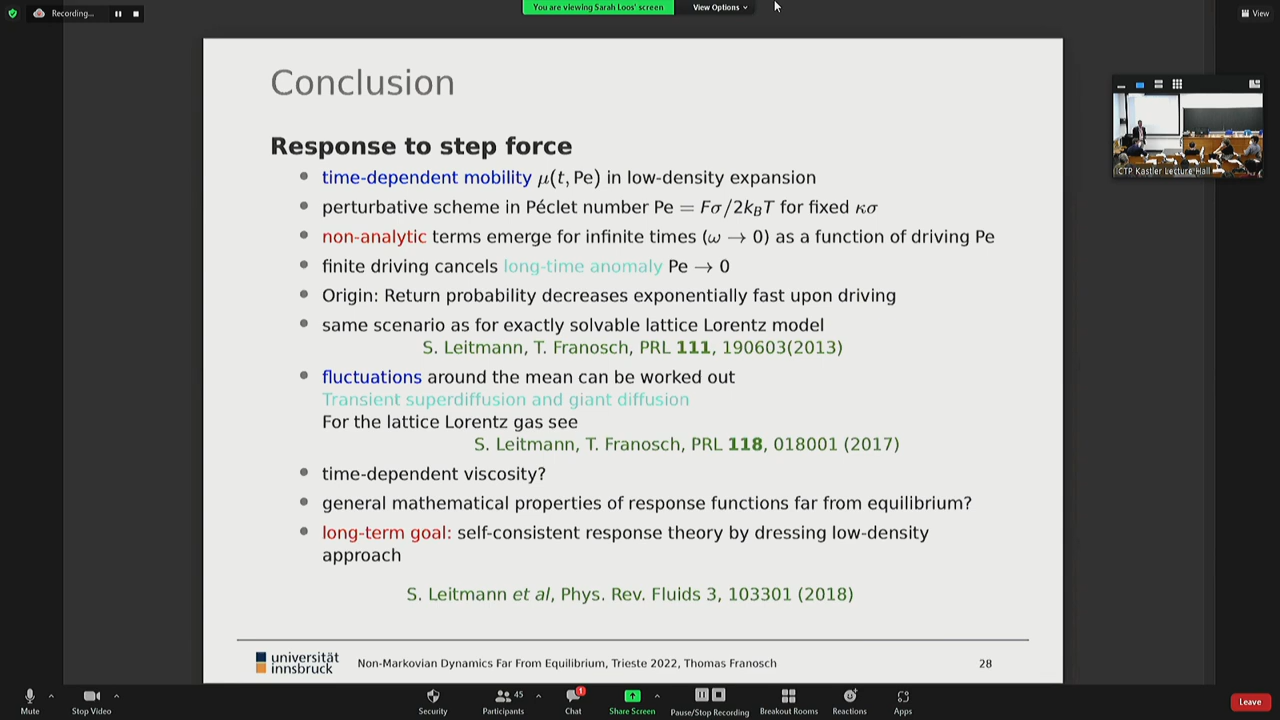 Recording...
You are viewing Sarah Loos' screen
View Options
View
Conclusion
Response to step force
time-dependent mobility μ(t, Pe) in low-density expansion
perturbative scheme in Péclet number Pe = Fσ/2k_BT for fixed κσ
non-analytic terms emerge for infinite times (ω → 0) as a function of driving Pe
finite driving cancels long-time anomaly Pe → 0
Origin: Return probability decreases exponentially fast upon driving
same scenario as for exactly solvable lattice Lorentz model
S. Leitmann, T. Franosch, PRL 111, 190603(2013)
fluctuations around the mean can be worked out
Transient superdiffusion and giant diffusion
For the lattice Lorentz gas see
S. Leitmann, T. Franosch, PRL 118, 018001 (2017)
time-dependent viscosity?
general mathematical properties of response functions far from equilibrium?
long-term goal: self-consistent response theory by dressing low-density
approach
S. Leitmann et al, Phys. Rev. Fluids 3, 103301 (2018)
universität
innsbruck
Non-Markovian Dynamics Far From Equilibrium, Trieste 2022, Thomas Franosch
28
ICTP Kastler Lecture Hall
Mute
Stop Video
Security
Participants
45
Chat
1
Share Screen
Pause/Stop Recording
Breakout Rooms
Reactions
Apps
Leave